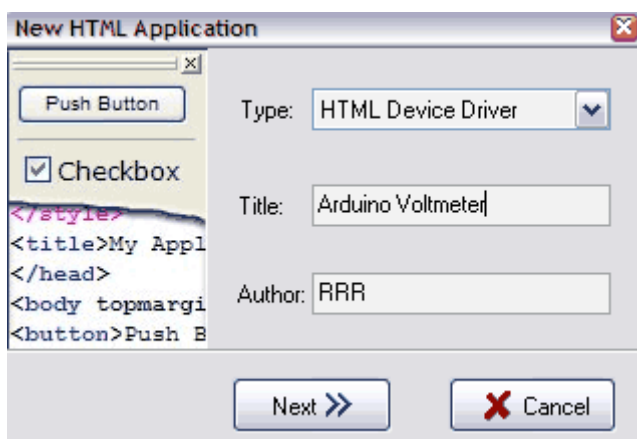 New HTML Application
Push Button
Checkbox
</style>
<title>My Appl
</head>
<body topmargi
<button>Push B
Type: HTML Device Driver
Title: Arduino Voltmeter
Author: RRR
Next
Cancel